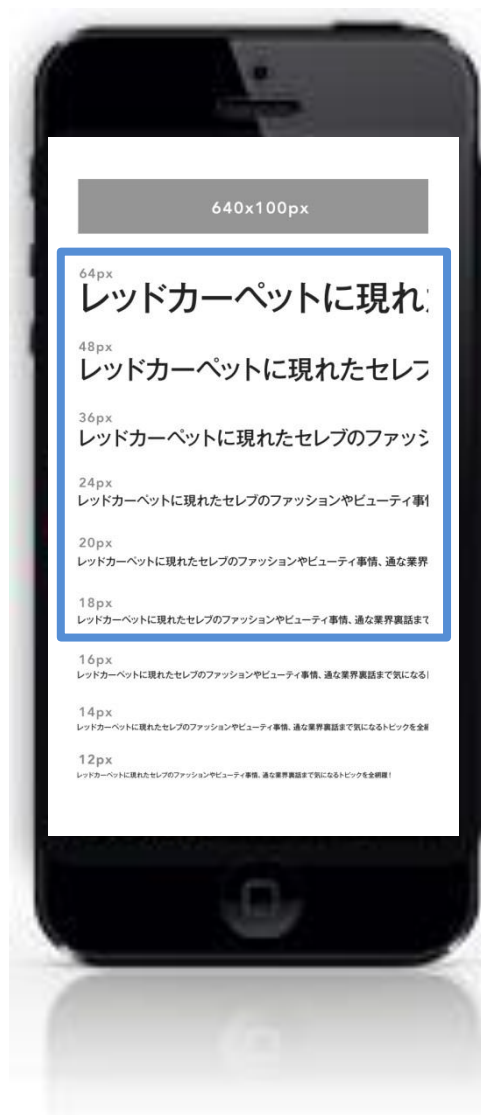 640x100px
64px
レッドカーペットに現れ
48px
レッドカーペットに現れたセレブ
36px
レッドカーペットに現れたセレブのファッシ
24px
レッドカーペットに現れたセレブのファッションやビューティ事情
20px
レッドカーペットに現れたセレブのファッションやビューティ事情、通な業界
18px
レッドカーペットに現れたセレブのファッションやビューティ事情、通な業界裏話まで
16px
レッドカーペットに現れたセレブのファッションやビューティ事情、通な業界裏話まで気になる
14px
レッドカーペットに現れたセレブのファッションやビューティ事情、通な業界裏話まで気になるトピックを全網
12px
レッドカーペットに現れたセレブのファッションやビューティ事情、通な業界裏話まで気になるトピックを全網羅！